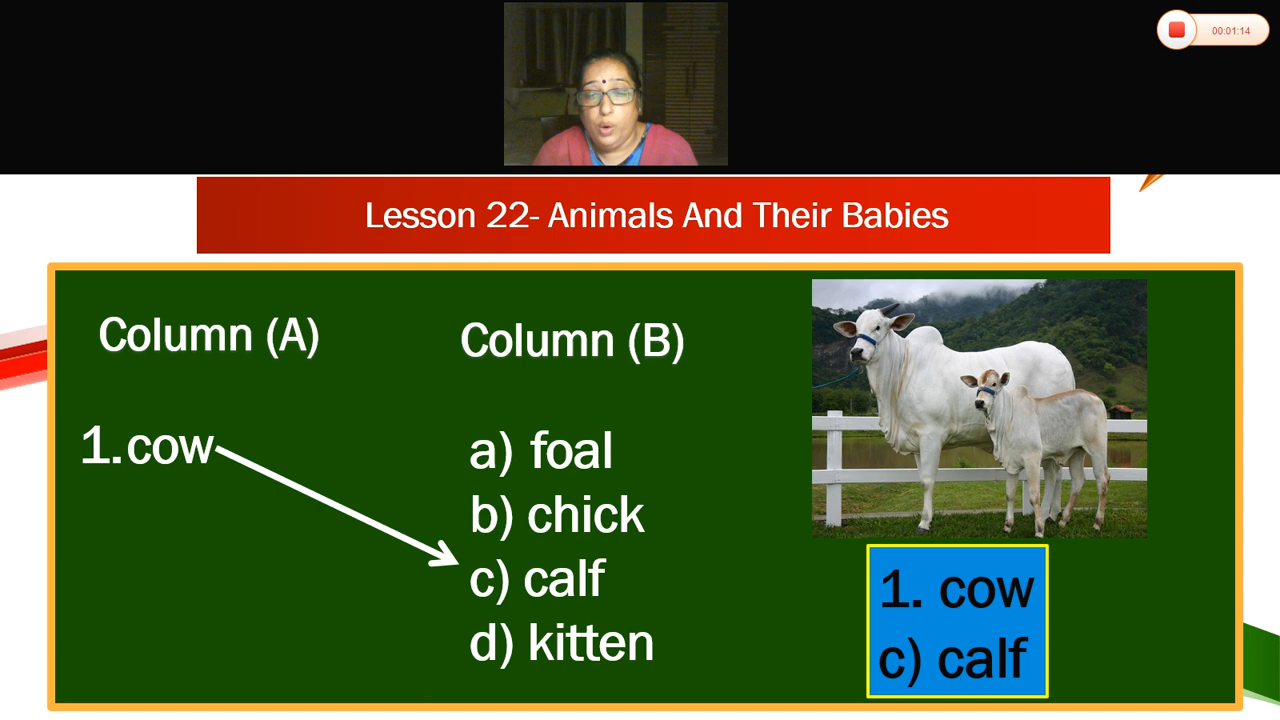 00:01:14
Lesson 22- Animals And Their Babies
Column (A)
1.cow
Column (B)
a) foal
b) chick
c) calf
d) kitten
1. cow
c) calf